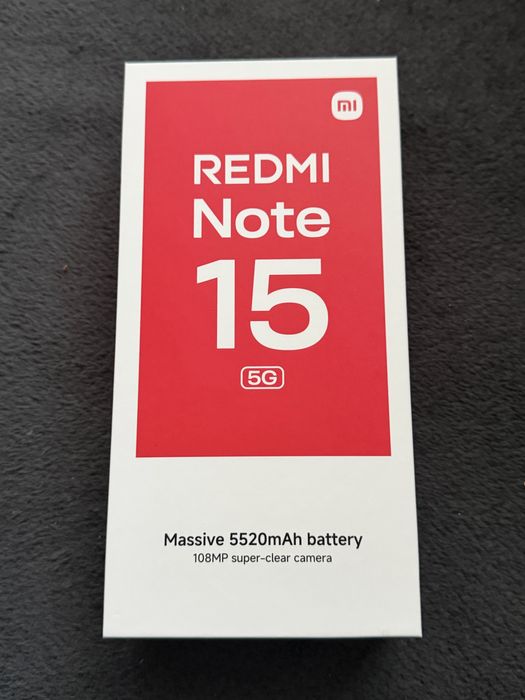 mi
REDMI
Note
15
5G
Massive 5520mAh battery
108MP super-clear camera